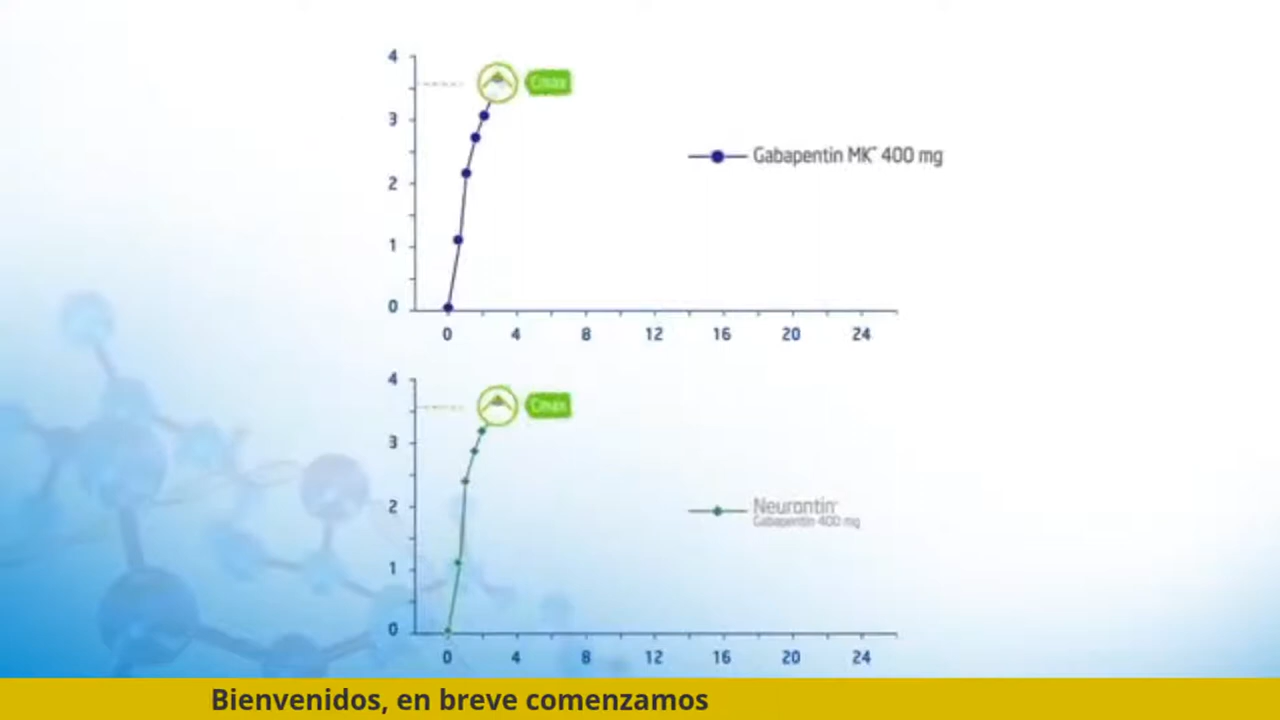 4
Cmax
3
Gabapentin MK™ 400 mg
2
1
0
0 4 8 12 16 20 24
4
Cmax
3
2
Neurontin
Gabapentin 400 mg
1
0
0 4 8 12 16 20 24
Bienvenidos, en breve comenzamos